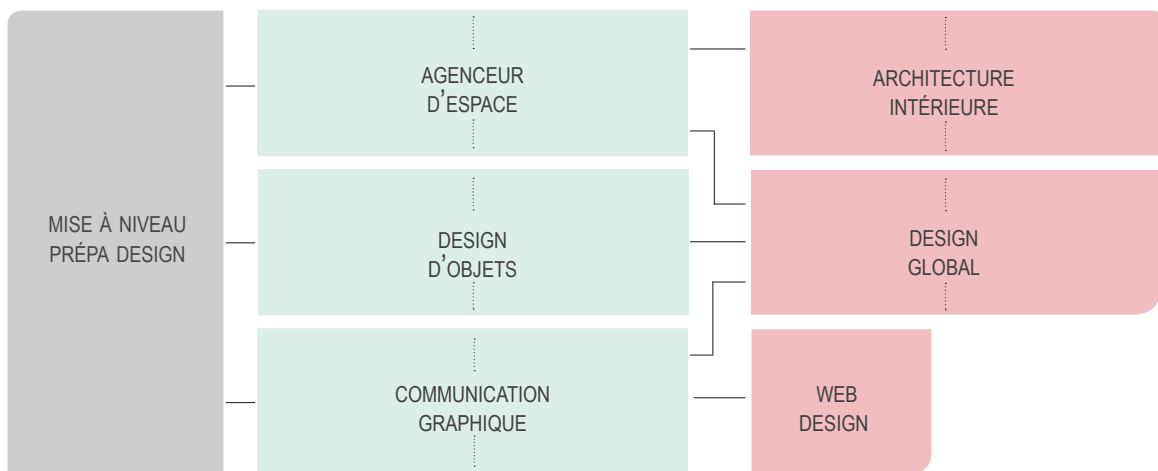 MISE À NIVEAU
PRÉPA DESIGN
AGENCEUR
D'ESPACE
DESIGN
D'OBJETS
COMMUNICATION
GRAPHIQUE
ARCHITECTURE
INTÉRIEURE
DESIGN
GLOBAL
WEB
DESIGN